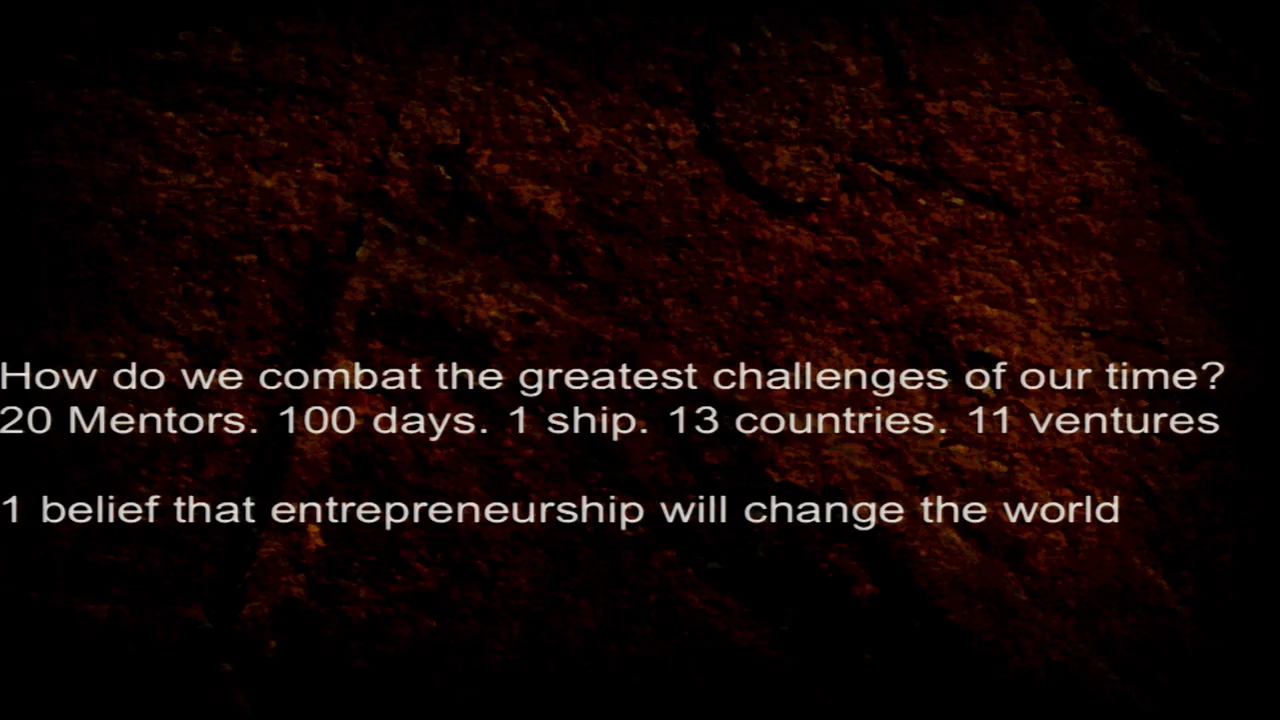 How do we combat the greatest challenges of our time?
20 Mentors. 100 days. 1 ship. 13 countries. 11 ventures
1 belief that entrepreneurship will change the world